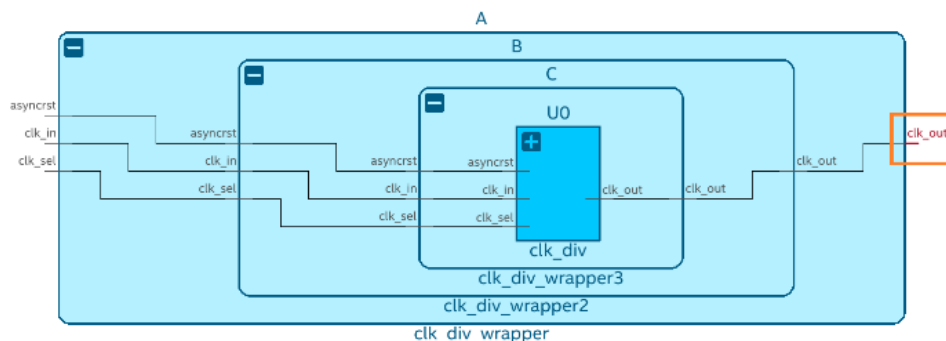 A
B
C
U0
asyncrst
clk_in
clk_sel
asyncrst
clk_in
clk_sel
asyncrst
clk_in
clk_sel
asyncrst
clk_in
clk_sel
clk_out
clk_out
clk_out
clk_out
clk_div
clk_div_wrapper3
clk_div_wrapper2
clk_div_wrapper